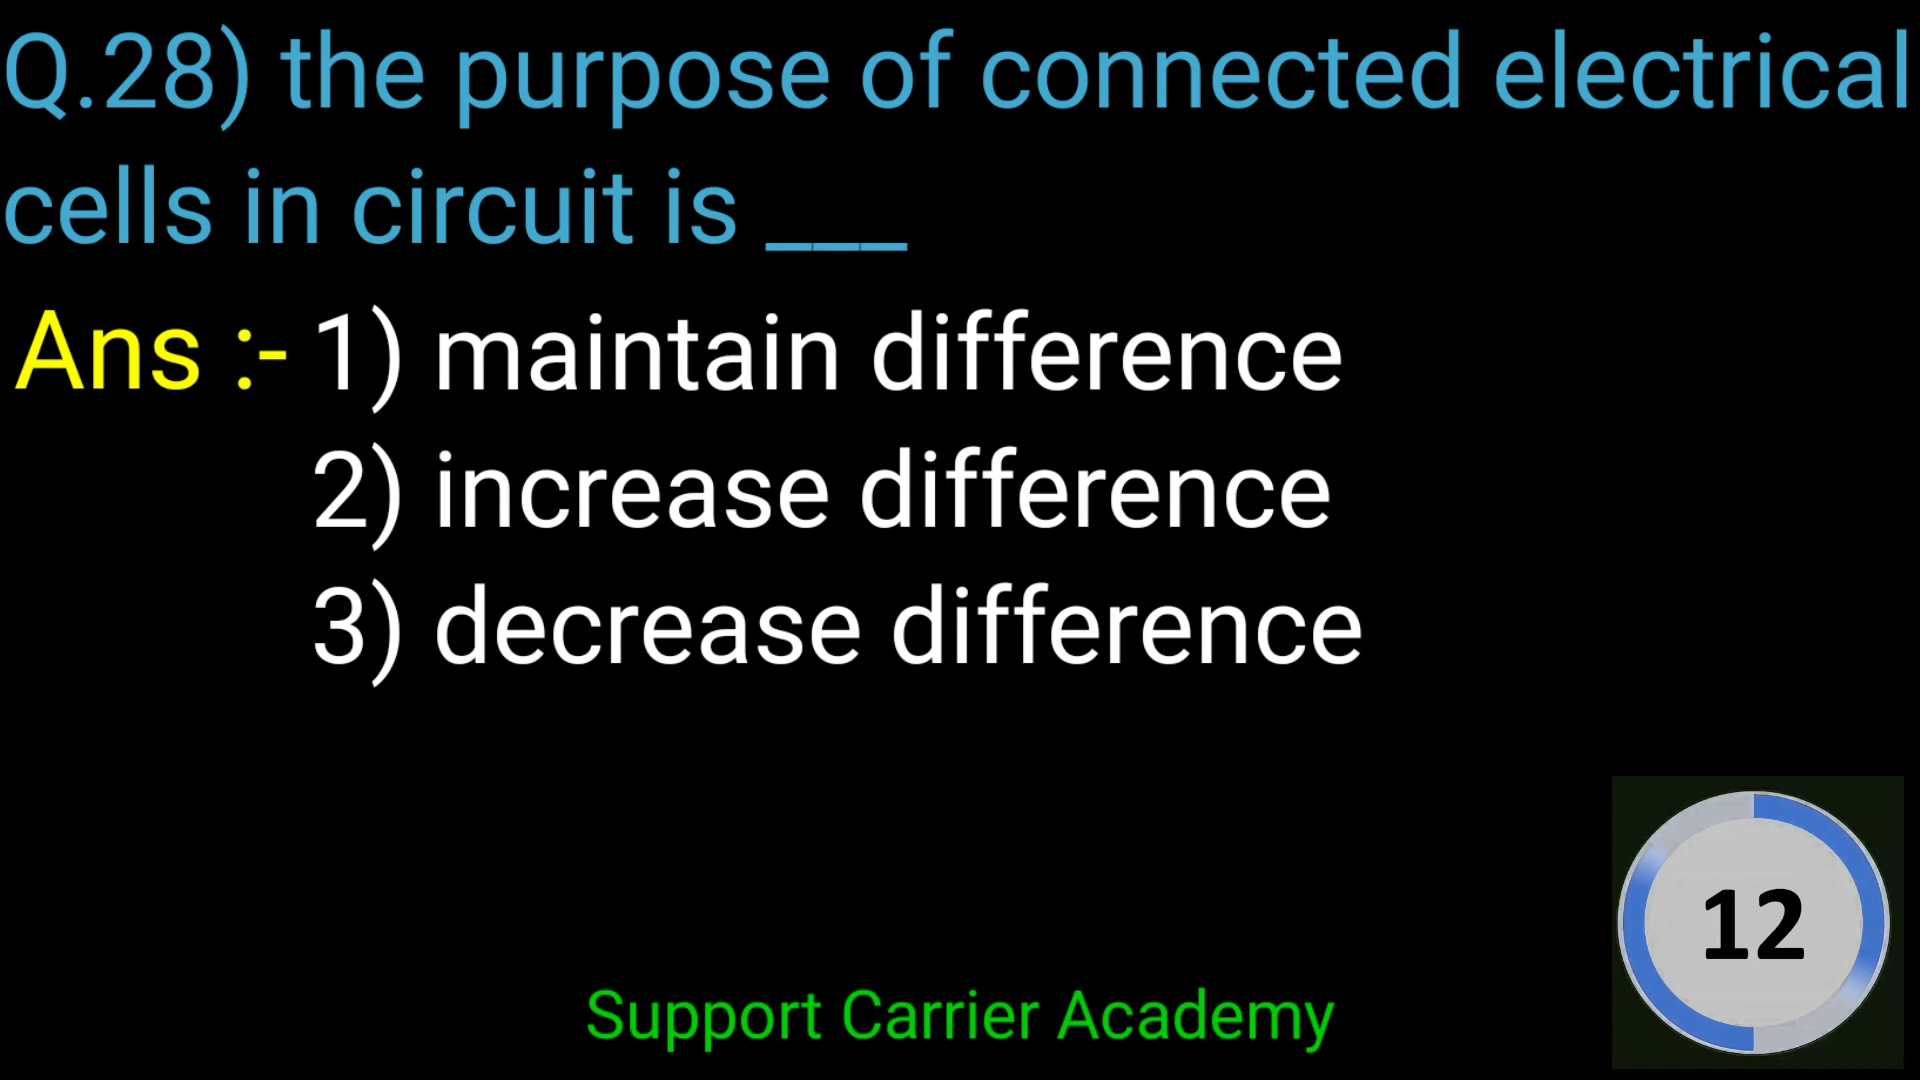 Q.28) the purpose of connected electrical
cells in circuit is ___
Ans :- 1) maintain difference
2) increase difference
3) decrease difference
12
Support Carrier Academy